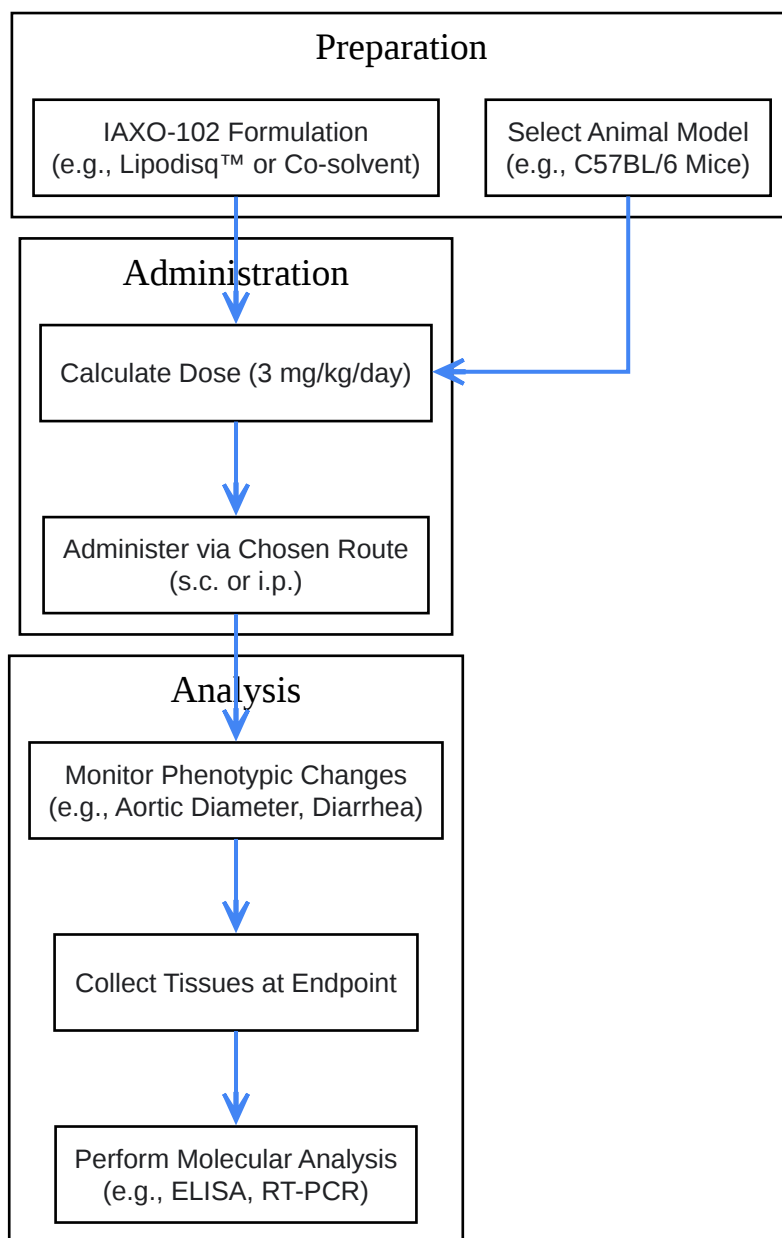 Preparation
IAXO-102 Formulation
(e.g., Lipodisq™ or Co-solvent)
Select Animal Model
(e.g., C57BL/6 Mice)
Administration
Calculate Dose (3 mg/kg/day)
Administer via Chosen Route
(s.c. or i.p.)
Analysis
Monitor Phenotypic Changes
(e.g., Aortic Diameter, Diarrhea)
Collect Tissues at Endpoint
Perform Molecular Analysis
(e.g., ELISA, RT-PCR)